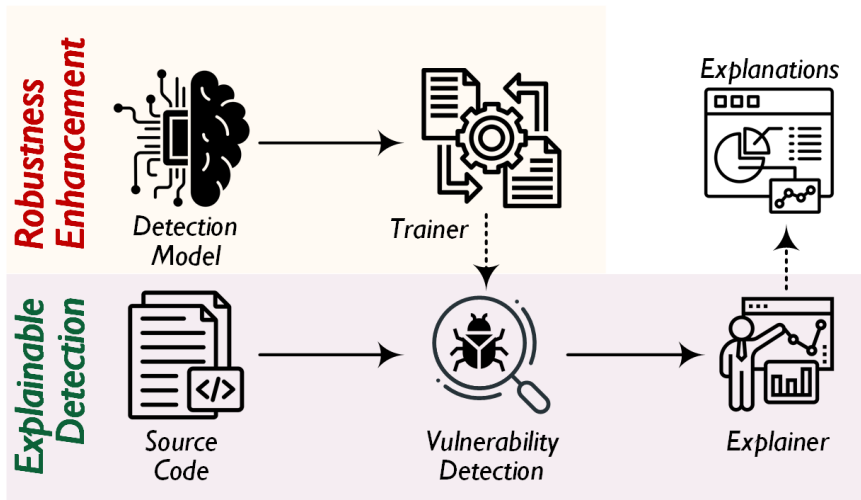 Robustness
Enhancement
Detection
Model
Trainer
Explanations
Explainable
Detection
Source
Code
</>
Vulnerability
Detection
Explainer